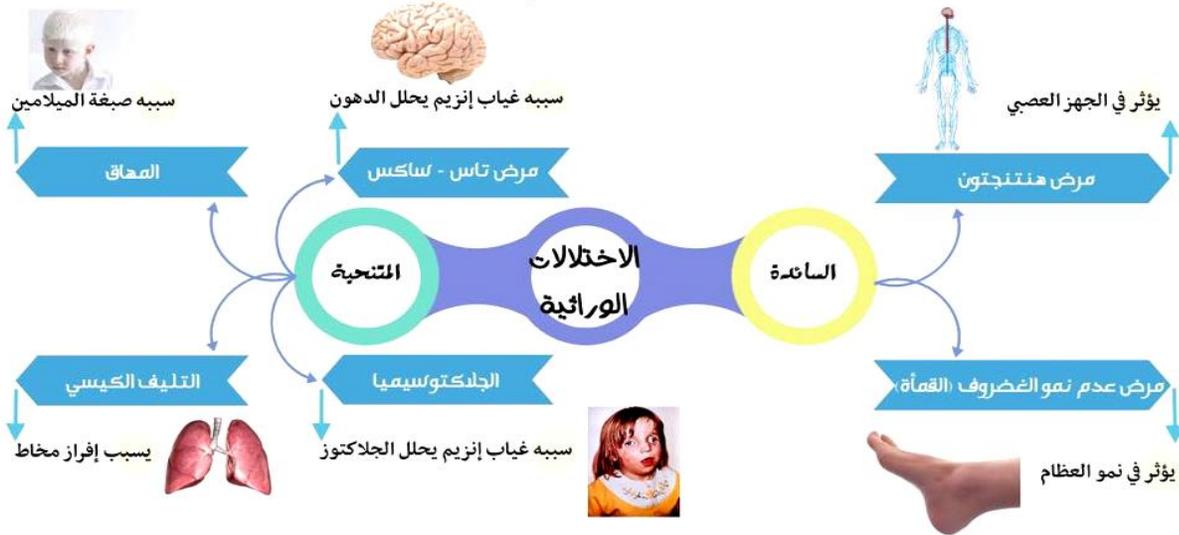 الاختلالات
الوراثية
السائدة
مرض هنتنجتون
يؤثر في الجهز العصبي
مرض عدم نمو الغضروف (القمأة)
يؤثر في نمو العظام
المتنحية
مرض تاس - ساكس
سببه غياب إنزيم يحلل الدهون
المهاق
سببه صبغة الميلامين
الجلاكتوسيميا
سببه غياب إنزيم يحلل الجلاكتوز
التليف الكيسي
يسبب إفراز مخاط